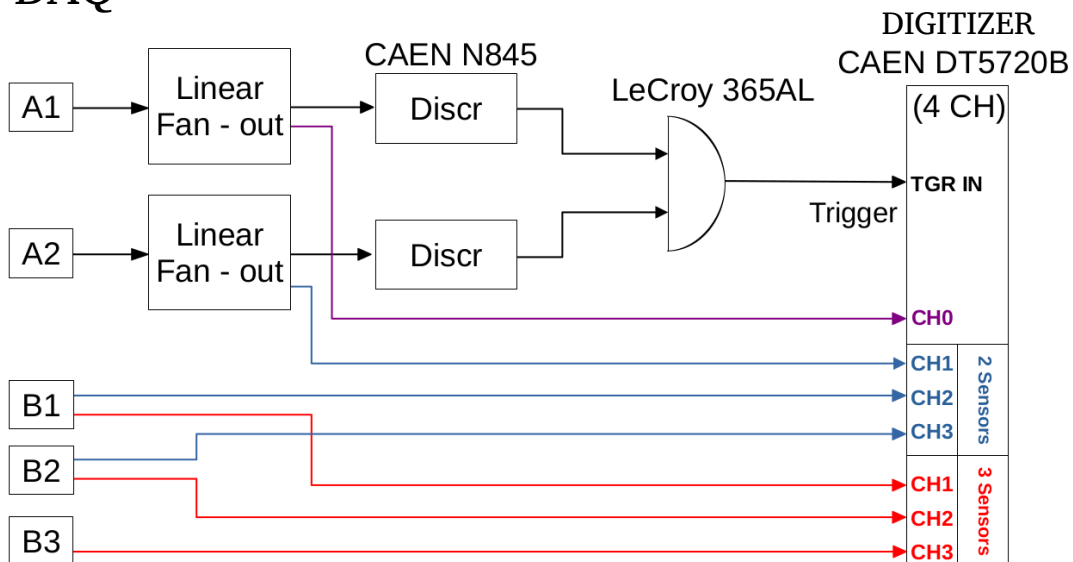 DAQ
DIGITIZER
CAEN DT5720B
(4 CH)
CAEN N845
LeCroy 365AL
A1
Linear
Fan - out
Discr
TGR IN
Trigger
A2
Linear
Fan - out
Discr
CH0
CH1
CH2
CH3
2 Sensors
B1
B2
B3
CH1
CH2
CH3
3 Sensors